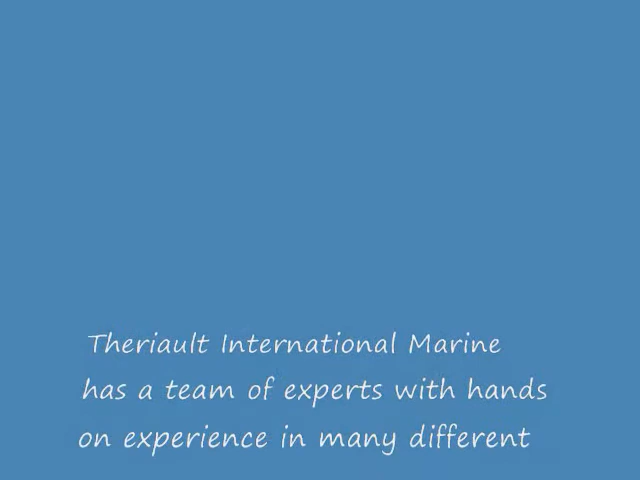 Theriault International Marine
has a team of experts with hands
on experience in many different